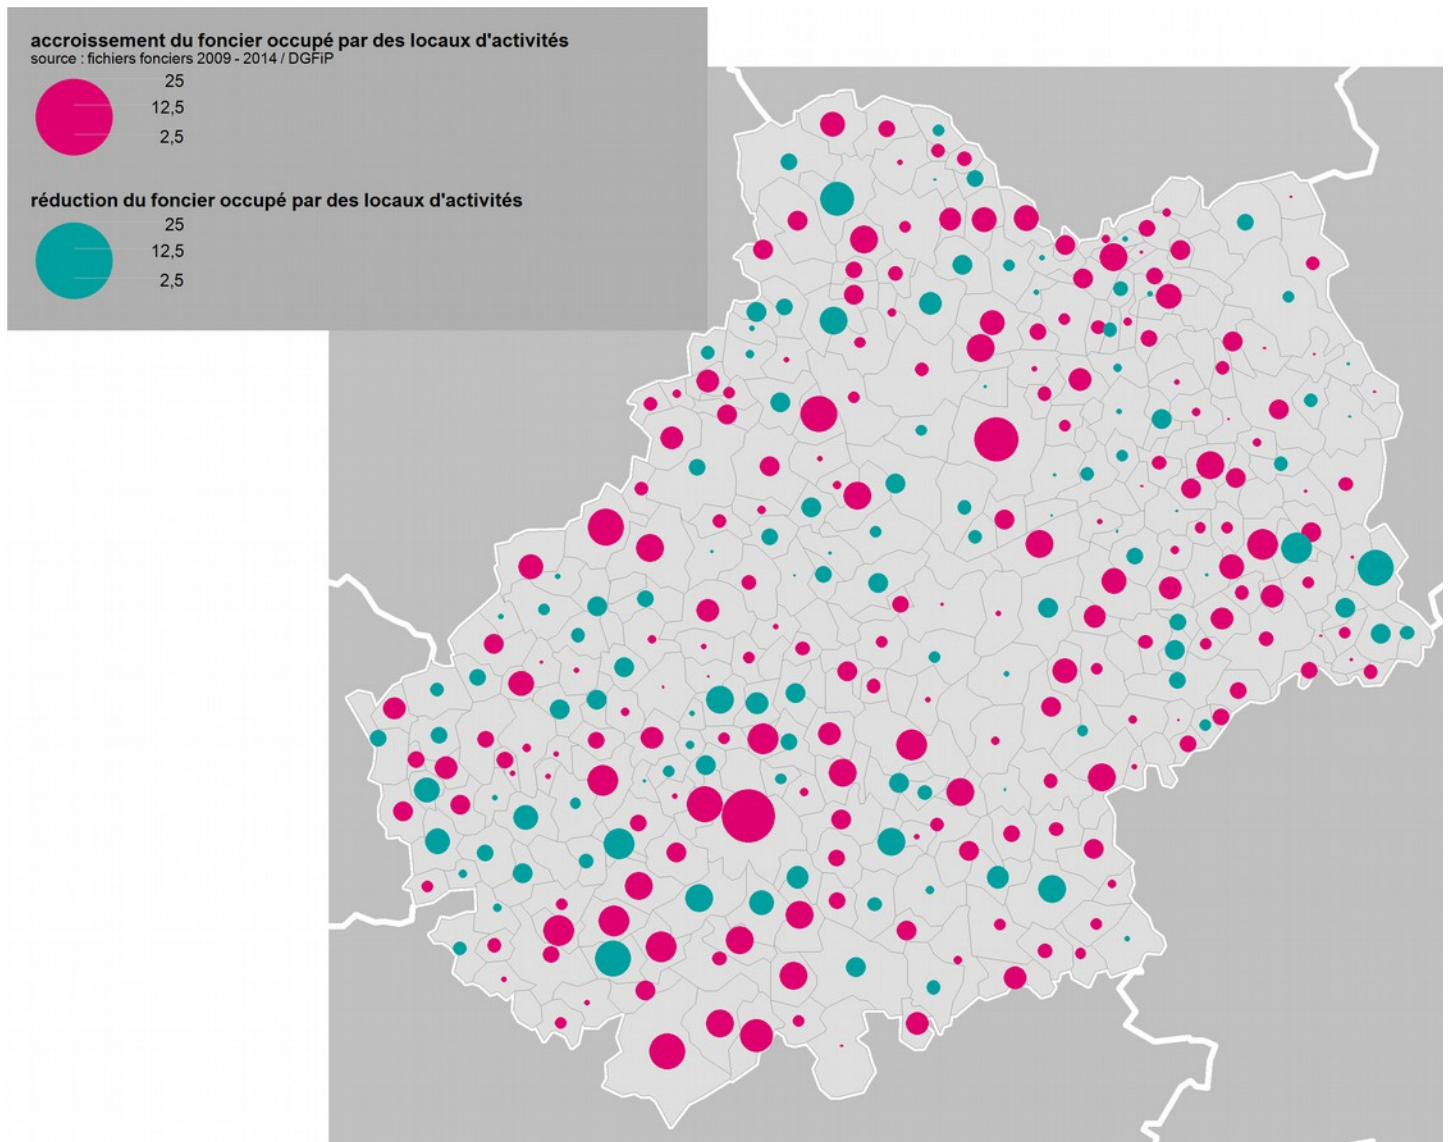 accroissement du foncier occupé par des locaux d'activités
source : fichiers fonciers 2009 - 2014 / DGFiP
25
12,5
2,5
réduction du foncier occupé par des locaux d'activités
25
12,5
2,5